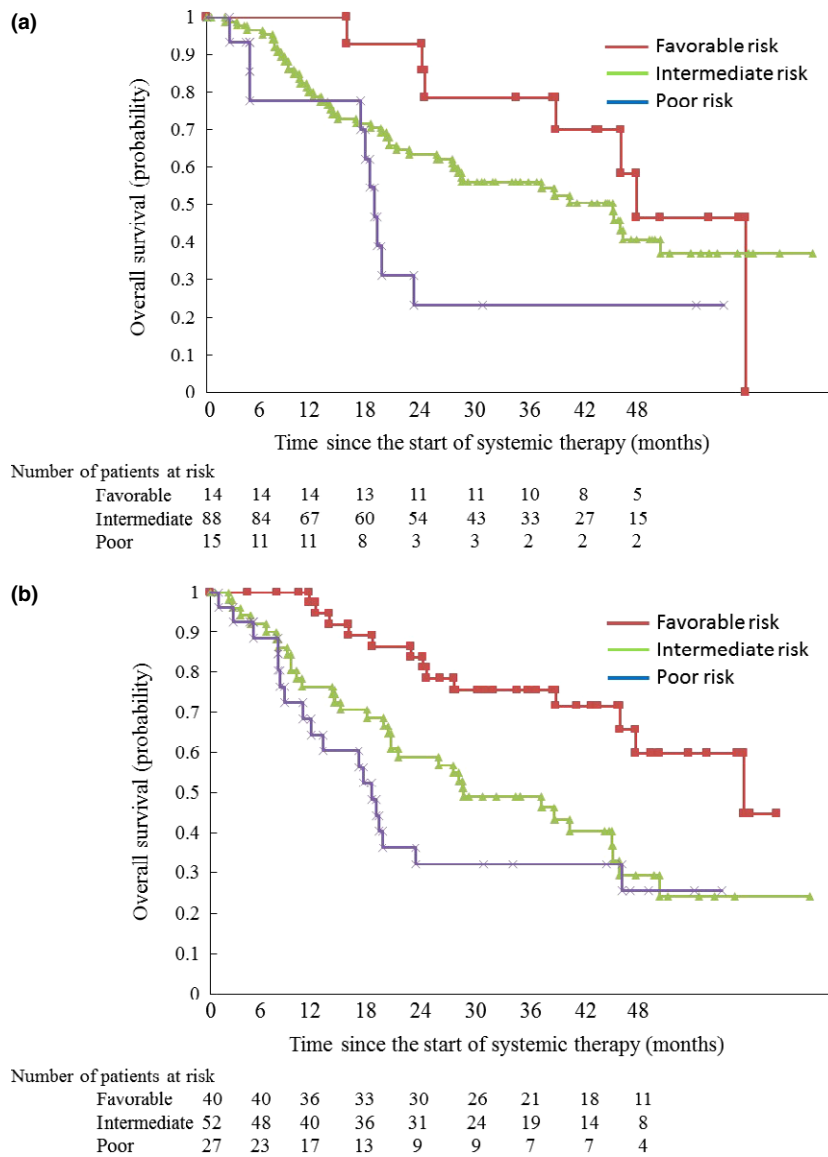 (a)
Favorable risk
Intermediate risk
Poor risk
Overall survival (probability)
1
0.9
0.8
0.7
0.6
0.5
0.4
0.3
0.2
0.1
0
0 6 12 18 24 30 36 42 48
Time since the start of systemic therapy (months)
Number of patients at risk
Favorable 14 14 14 13 11 11 10 8 5
Intermediate 88 84 67 60 54 43 33 27 15
Poor 15 11 11 8 3 3 2 2 2
(b)
Favorable risk
Intermediate risk
Poor risk
Overall survival (probability)
1
0.9
0.8
0.7
0.6
0.5
0.4
0.3
0.2
0.1
0
0 6 12 18 24 30 36 42 48
Time since the start of systemic therapy (months)
Number of patients at risk
Favorable 40 40 36 33 30 26 21 18 11
Intermediate 52 48 40 36 31 24 19 14 8
Poor 27 23 17 13 9 9 7 7 4